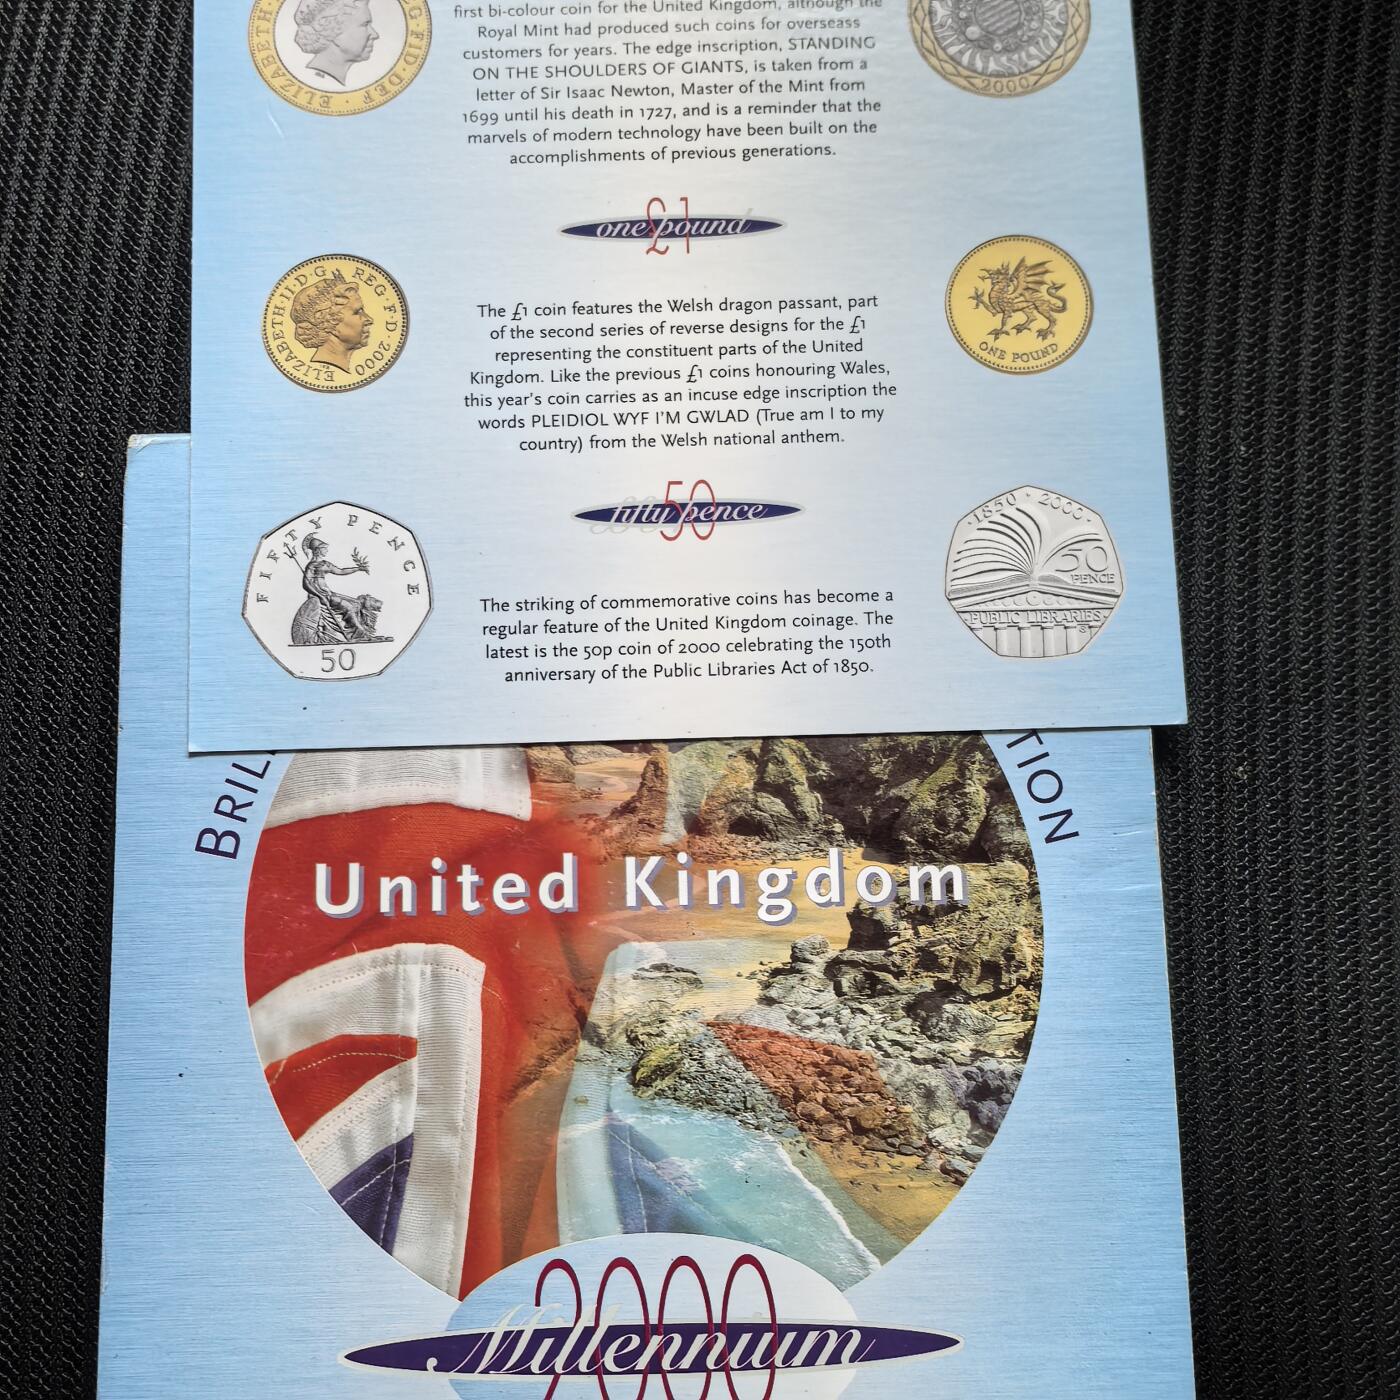 first bi-colour coin for the United Kingdom, although the
Royal Mint had produced such coins for overseas
customers for years. The edge inscription, STANDING
ON THE SHOULDERS OF GIANTS, is taken from a
letter of Sir Isaac Newton, Master of the Mint from
1699 until his death in 1727, and is a reminder that the
marvels of modern technology have been built on the
accomplishments of previous generations.
ELIZABETH
FID·DEF
2000
£1
one pound
ELIZABETH·II·D·G
REG·F·D·2000
The £1 coin features the Welsh dragon passant, part
of the second series of reverse designs for the £1
representing the constituent parts of the United
Kingdom. Like the previous £1 coins honouring Wales,
this year's coin carries as an incuse edge inscription the
words PLEIDIOL WYF I'M GWLAD (True am I to my
country) from the Welsh national anthem.
ONE POUND
50
fifty pence
FIFTY PENCE
50
The striking of commemorative coins has become a
regular feature of the United Kingdom coinage. The
latest is the 50p coin of 2000 celebrating the 150th
anniversary of the Public Libraries Act of 1850.
·1850·2000·
50
PENCE
·PUBLIC LIBRARIES·
BRIL
TION
United Kingdom
2000
Millennium